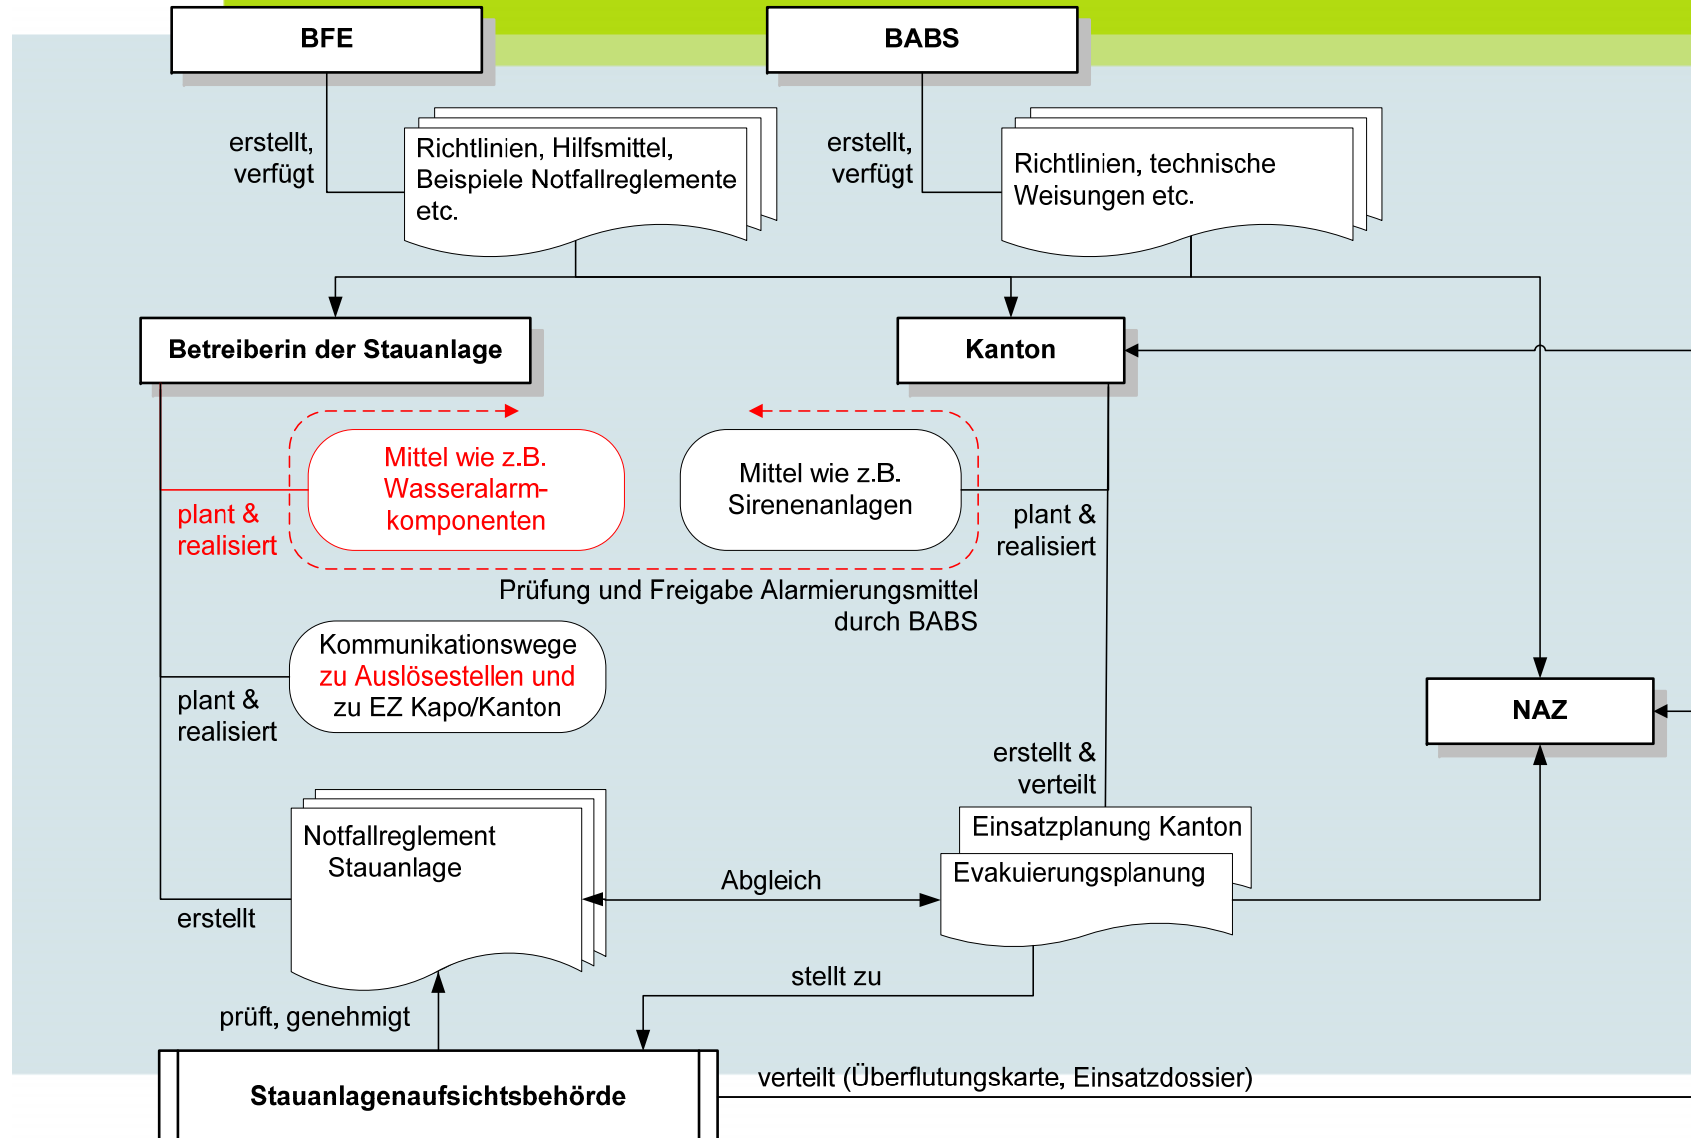 BFE
BABS
erstellt,
verfügt
Richtlinien, Hilfsmittel,
Beispiele Notfallreglemente
etc.
erstellt,
verfügt
Richtlinien, technische
Weisungen etc.
Betreiberin der Stauanlage
Kanton
Mittel wie z.B.
Wasseralarm-
komponenten
plant &
realisiert
Mittel wie z.B.
Sirenenanlagen
plant &
realisiert
Prüfung und Freigabe Alarmierungsmittel
durch BABS
Kommunikationswege
zu Auslösestellen und
zu EZ Kapo/Kanton
plant &
realisiert
NAZ
erstellt &
verteilt
Notfallreglement
Stauanlage
Einsatzplanung Kanton
Evakuierungsplanung
Abgleich
erstellt
stellt zu
prüft, genehmigt
Stauanlagenaufsichtsbehörde
verteilt (Überflutungskarte, Einsatzdossier)